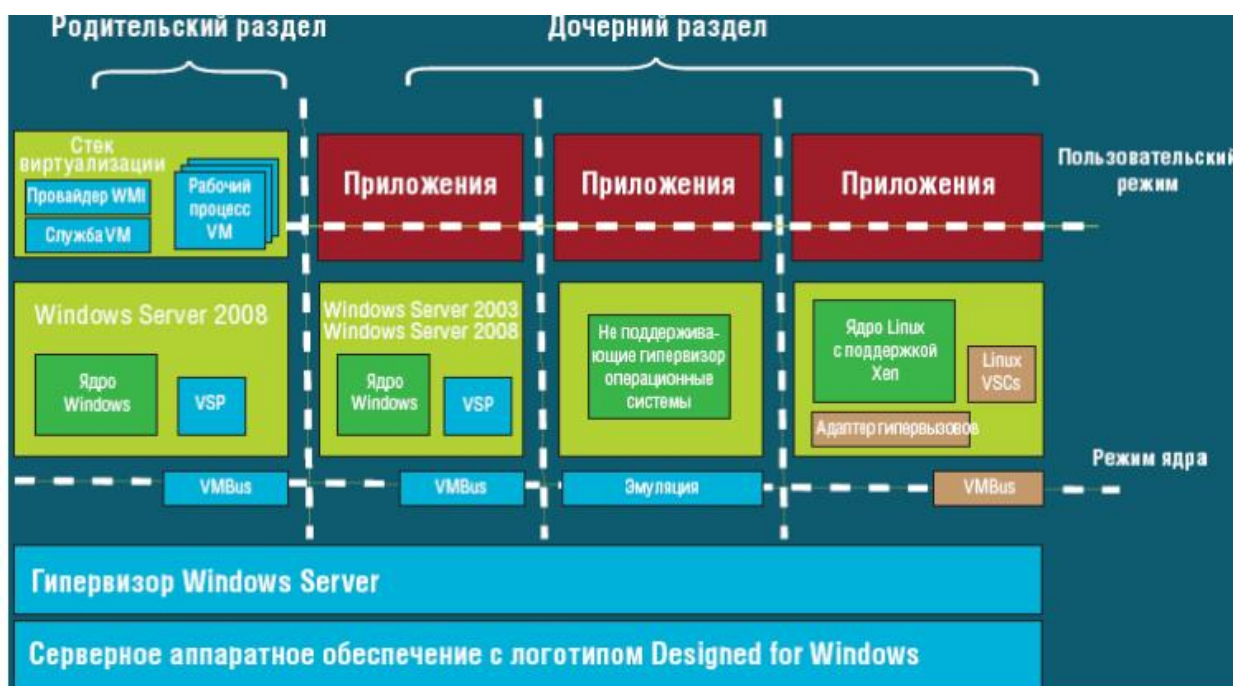 Родительский раздел
Дочерний раздел
Стек
виртуализации
Провайдер WMI
Служба VM
Рабочий
процесс
VM
Приложения
Приложения
Приложения
Пользовательский
режим
Windows Server 2008
Ядро
Windows
VSP
Windows Server 2003
Windows Server 2008
Ядро
Windows
VSP
Не поддержива-
ющие гипервизор
операционные
системы
Ядро Linux
с поддержкой
Xen
Linux
VSCs
Адаптер гипервызовов
Режим ядра
VMBus
VMBus
Эмуляция
VMBus
Гипервизор Windows Server
Серверное аппаратное обеспечение с логотипом Designed for Windows